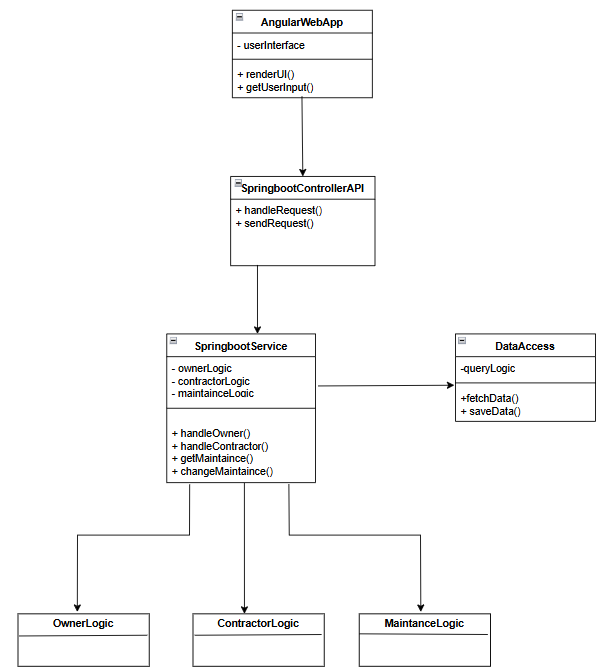 AngularWebApp
- userInterface
+ renderUI()
+ getUserInput()
SpringbootControllerAPI
+ handleRequest()
+ sendRequest()
SpringbootService
- ownerLogic
- contractorLogic
- maintainceLogic
+ handleOwner()
+ handleContractor()
+ getMaintaince()
+ changeMaintaince()
DataAccess
-queryLogic
+fetchData()
+ saveData()
OwnerLogic
ContractorLogic
MaintanceLogic